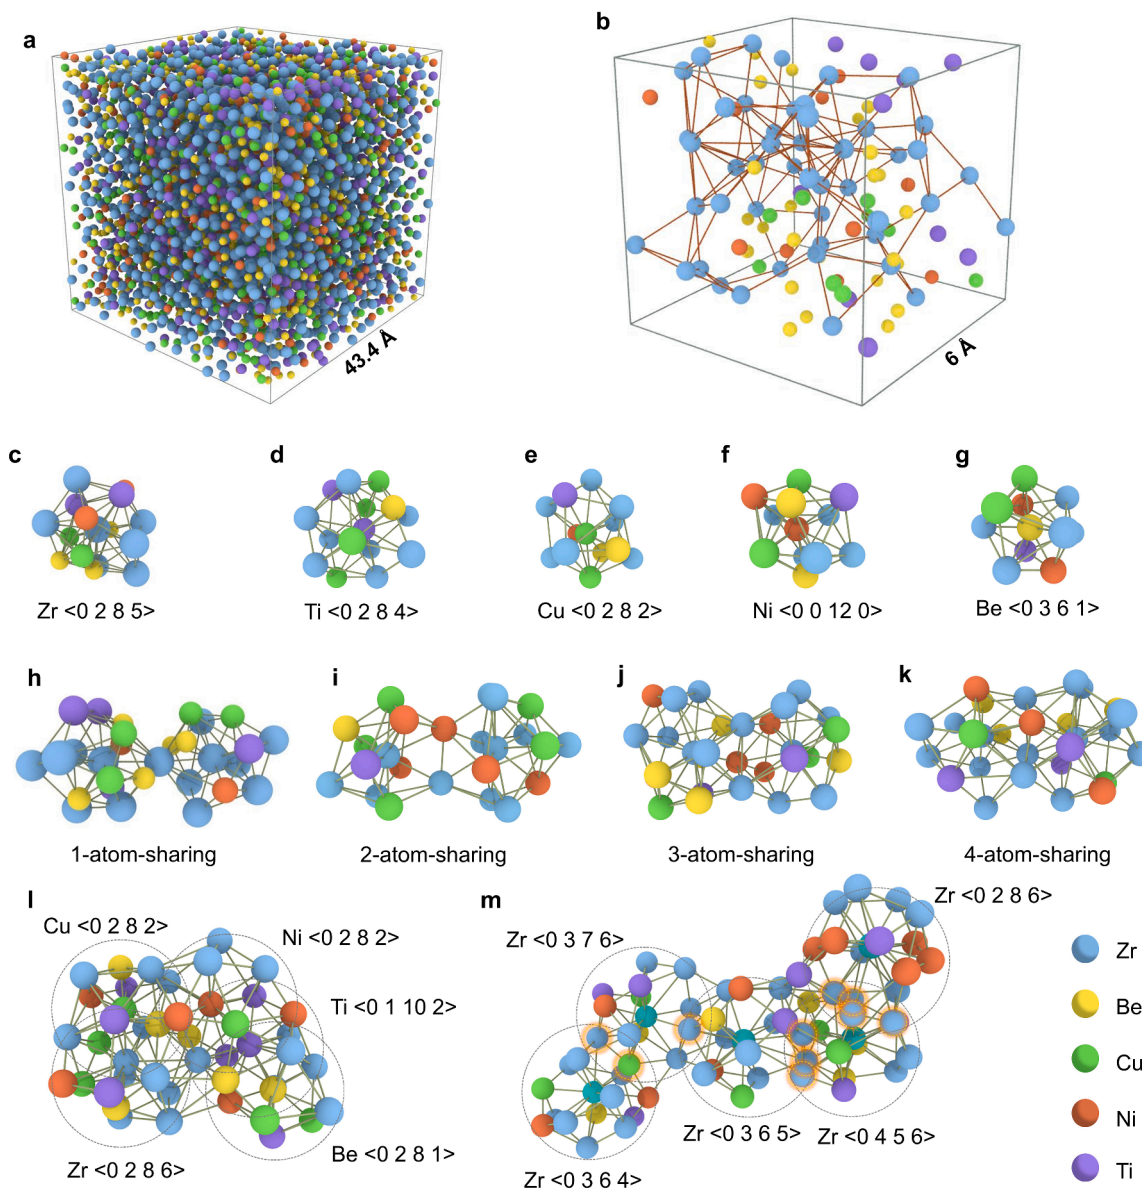 a
b
43.4 Å
6 Å
c
d
e
f
g
Zr <0 2 8 5>
Ti <0 2 8 4>
Cu <0 2 8 2>
Ni <0 0 12 0>
Be <0 3 6 1>
h
i
j
k
1-atom-sharing
2-atom-sharing
3-atom-sharing
4-atom-sharing
l
Cu <0 2 8 2>
Ni <0 2 8 2>
Ti <0 1 10 2>
Be <0 2 8 1>
Zr <0 2 8 6>
m
Zr <0 2 8 6>
Zr <0 3 7 6>
Zr <0 3 6 5>
Zr <0 4 5 6>
Zr <0 3 6 4>
Zr
Be
Cu
Ni
Ti